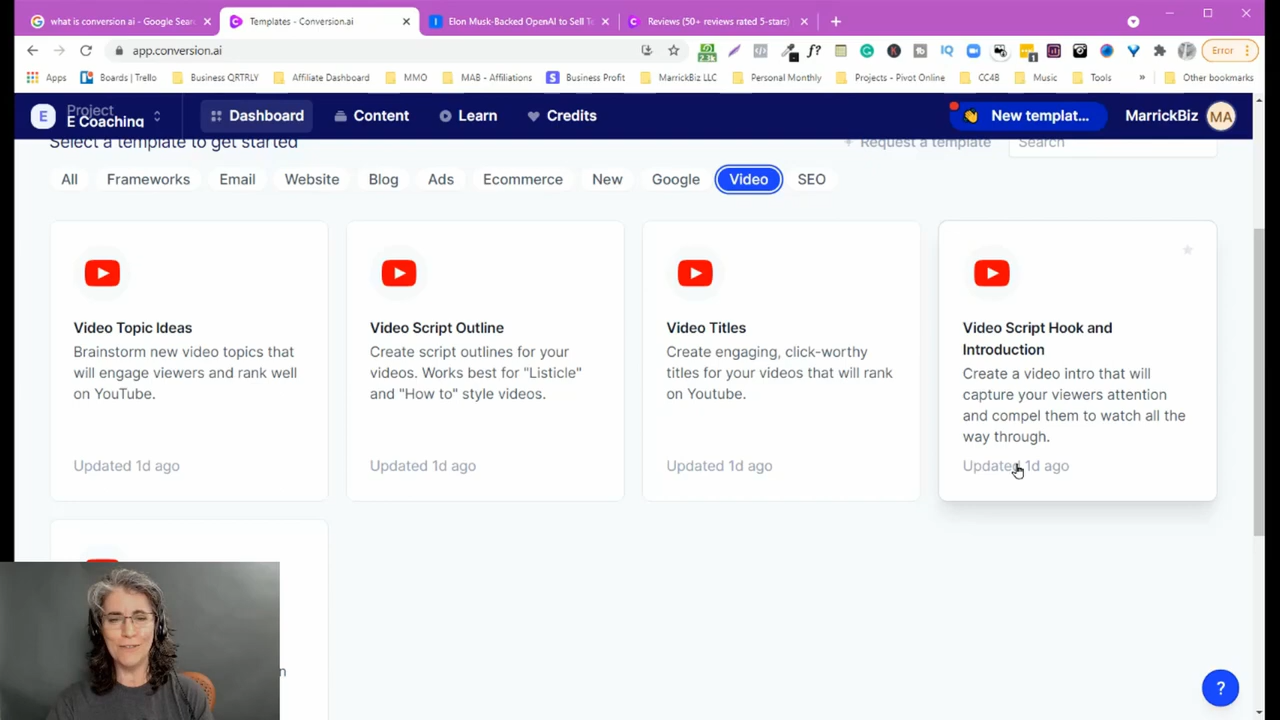 what is conversion ai - Google Sear
Templates - Conversion.ai
Elon Musk-Backed OpenAI to Sell Te
Reviews (50+ reviews rated 5-stars)
app.conversion.ai
2.3k
f?
IQ
1
Error
Apps
Boards | Trello
Business QRTRLY
Affiliate Dashboard
MMO
MAB - Affiliations
S
Business Profit
MarrickBiz LLC
Personal Monthly
Projects - Pivot Online
CC4B
Music
Tools
»
Other bookmarks
E
Project
E Coaching
Dashboard
Content
Learn
Credits
New templat...
MarrickBiz
MA
Select a template to get started
+ Request a template
Search
All
Frameworks
Email
Website
Blog
Ads
Ecommerce
New
Google
Video
SEO
Video Topic Ideas
Brainstorm new video topics that
will engage viewers and rank well
on YouTube.
Updated 1d ago
Video Script Outline
Create script outlines for your
videos. Works best for "Listicle"
and "How to" style videos.
Updated 1d ago
Video Titles
Create engaging, click-worthy
titles for your videos that will rank
on Youtube.
Updated 1d ago
Video Script Hook and
Introduction
Create a video intro that will
capture your viewers attention
and compel them to watch all the
way through.
Updated 1d ago
n
?